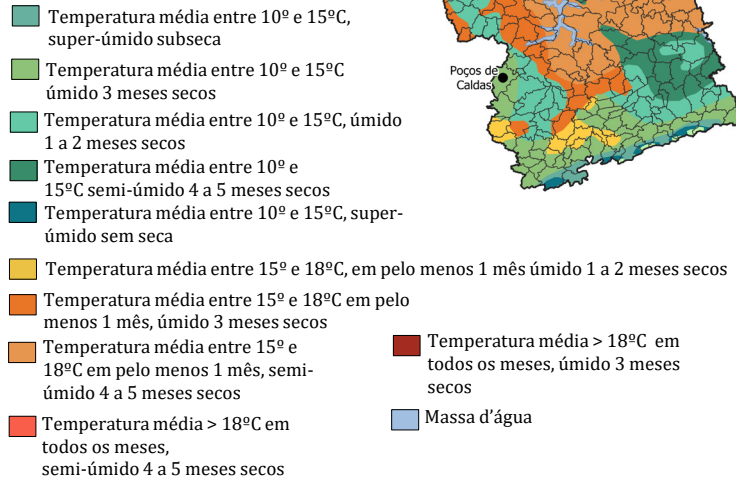 Temperatura média entre 10º e 15ºC,
super-úmido subseca
Temperatura média entre 10º e 15ºC
úmido 3 meses secos
Temperatura média entre 10º e 15ºC, úmido
1 a 2 meses secos
Temperatura média entre 10º e
15ºC semi-úmido 4 a 5 meses secos
Temperatura média entre 10º e 15ºC, super-
úmido sem seca
Temperatura média entre 15º e 18ºC, em pelo menos 1 mês úmido 1 a 2 meses secos
Temperatura média entre 15º e 18ºC em pelo
menos 1 mês, úmido 3 meses secos
Temperatura média entre 15º e
18ºC em pelo menos 1 mês, semi-
úmido 4 a 5 meses secos
Temperatura média > 18ºC em
todos os meses,
semi-úmido 4 a 5 meses secos
Temperatura média > 18ºC em
todos os meses, úmido 3 meses
secos
Massa d'água
Poços de
Caldas